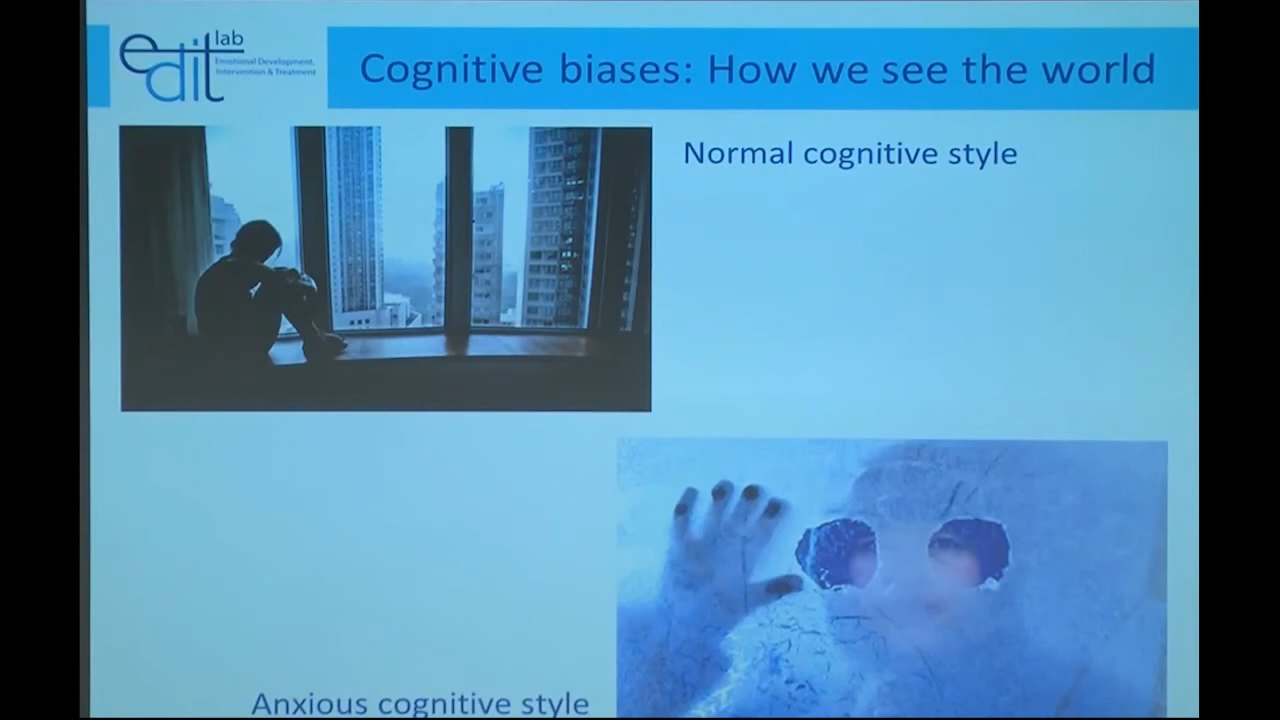 edit lab
Emotional Development,
Intervention & Treatment
Cognitive biases: How we see the world
Normal cognitive style
Anxious cognitive style